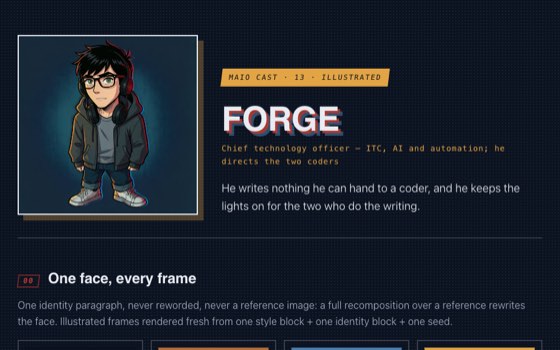 MAIO CAST · 13 · ILLUSTRATED
FORGE
Chief technology officer — ITC, AI and automation; he
directs the two coders
He writes nothing he can hand to a coder, and he keeps the
lights on for the two who do the writing.
00
One face, every frame
One identity paragraph, never reworded, never a reference image: a full recomposition over a reference rewrites
the face. Illustrated frames rendered fresh from one style block + one identity block + one seed.